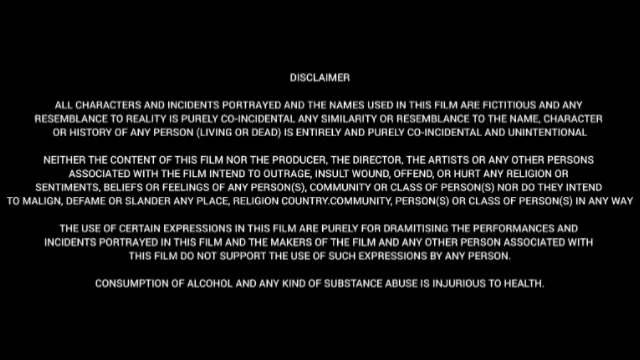 DISCLAIMER
ALL CHARACTERS AND INCIDENTS PORTRAYED AND THE NAMES USED IN THIS FILM ARE FICTITIOUS AND ANY
RESEMBLANCE TO REALITY IS PURELY CO-INCIDENTAL ANY SIMILARITY OR RESEMBLANCE TO THE NAME, CHARACTER
OR HISTORY OF ANY PERSON (LIVING OR DEAD) IS ENTIRELY AND PURELY CO-INCIDENTAL AND UNINTENTIONAL
NEITHER THE CONTENT OF THIS FILM NOR THE PRODUCER, THE DIRECTOR, THE ARTISTS OR ANY OTHER PERSONS
ASSOCIATED WITH THE FILM INTEND TO OUTRAGE, INSULT WOUND, OFFEND, OR HURT ANY RELIGION OR
SENTIMENTS, BELIEFS OR FEELINGS OF ANY PERSON(S), COMMUNITY OR CLASS OF PERSON(S) NOR DO THEY INTEND
TO MALIGN, DEFAME OR SLANDER ANY PLACE, RELIGION COUNTRY.COMMUNITY, PERSON(S) OR CLASS OF PERSON(S) IN ANY WAY
THE USE OF CERTAIN EXPRESSIONS IN THIS FILM ARE PURELY FOR DRAMITISING THE PERFORMANCES AND
INCIDENTS PORTRAYED IN THIS FILM AND THE MAKERS OF THE FILM AND ANY OTHER PERSON ASSOCIATED WITH
THIS FILM DO NOT SUPPORT THE USE OF SUCH EXPRESSIONS BY ANY PERSON.
CONSUMPTION OF ALCOHOL AND ANY KIND OF SUBSTANCE ABUSE IS INJURIOUS TO HEALTH.